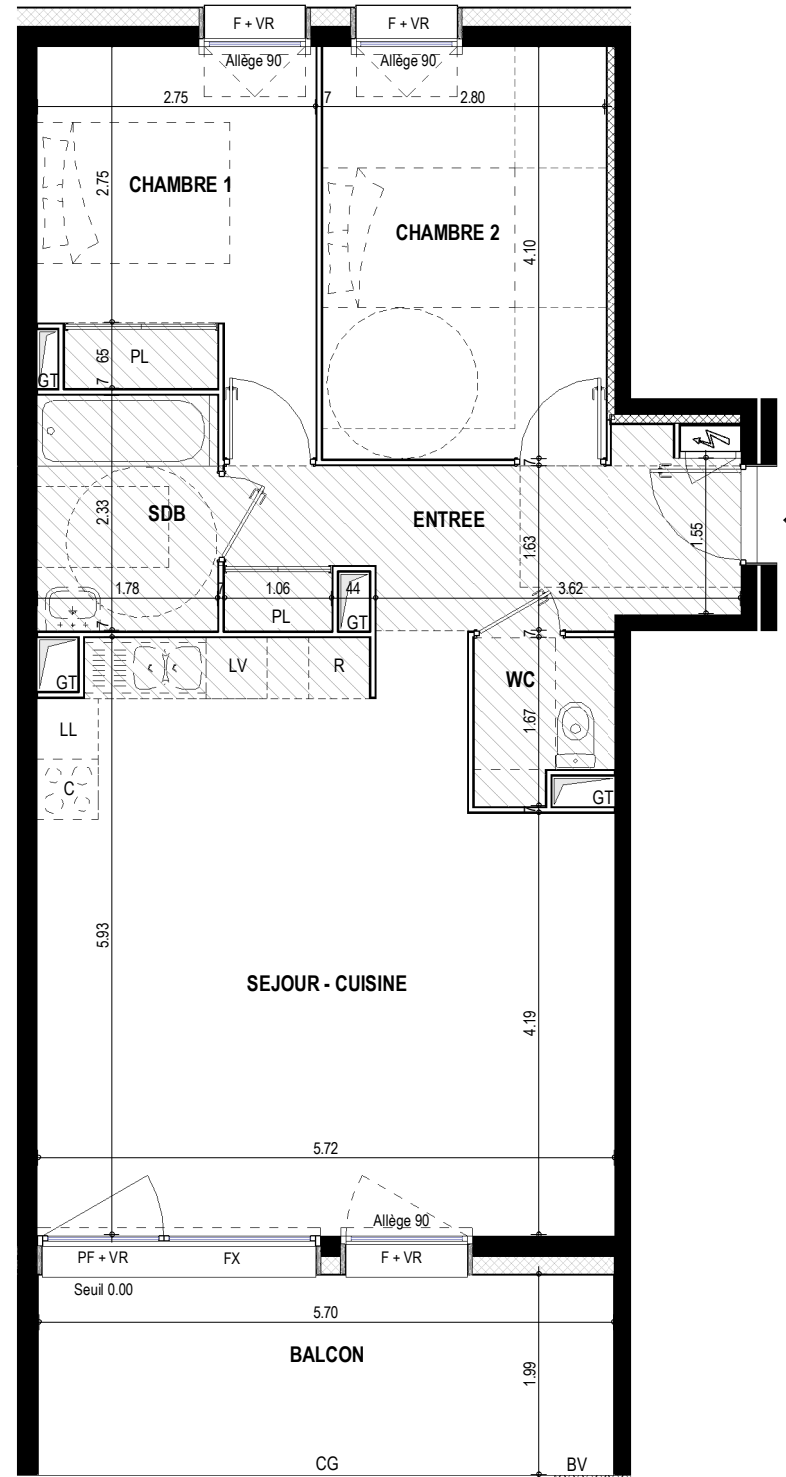 F + VR
F + VR
Allège 90
Allège 90
2.75
7
2.80
2.75
CHAMBRE 1
CHAMBRE 2
4.10
65
PL
GT
7
2.33
SDB
ENTREE
7
1.63
1.55
1.78
7
1.06
44
3.62
PL
GT
7
7
GT
LV
R
WC
1.67
LL
C
GT
7
5.93
SEJOUR - CUISINE
4.19
5.72
Allège 90
PF + VR
FX
F + VR
Seuil 0.00
5.70
BALCON
1.99
CG
BV